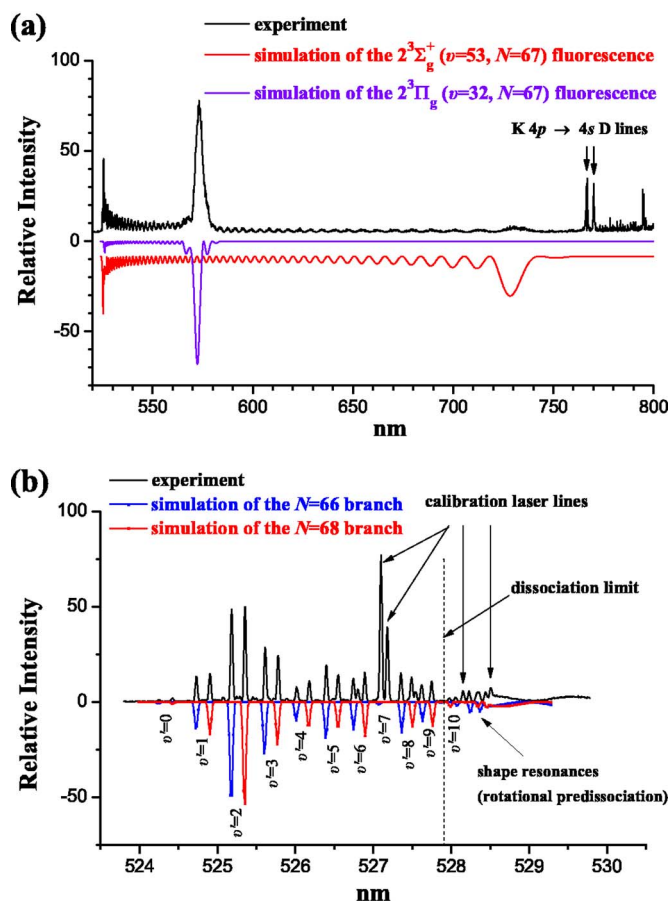 (a)
experiment
simulation of the 2³Σg⁺ (υ=53, N=67) fluorescence
simulation of the 2³Πg (υ=32, N=67) fluorescence
K 4p → 4s D lines
Relative Intensity
100
50
0
-50
550 600 650 700 750 800
nm
(b)
experiment
simulation of the N=66 branch
simulation of the N=68 branch
calibration laser lines
dissociation limit
Relative Intensity
100
50
0
-50
υ'=0
υ'=1
υ'=2
υ'=3
υ'=4
υ'=5
υ'=6
υ'=7
υ'=8
υ'=9
υ'=10
shape resonances
(rotational predissociation)
524 525 526 527 528 529 530
nm